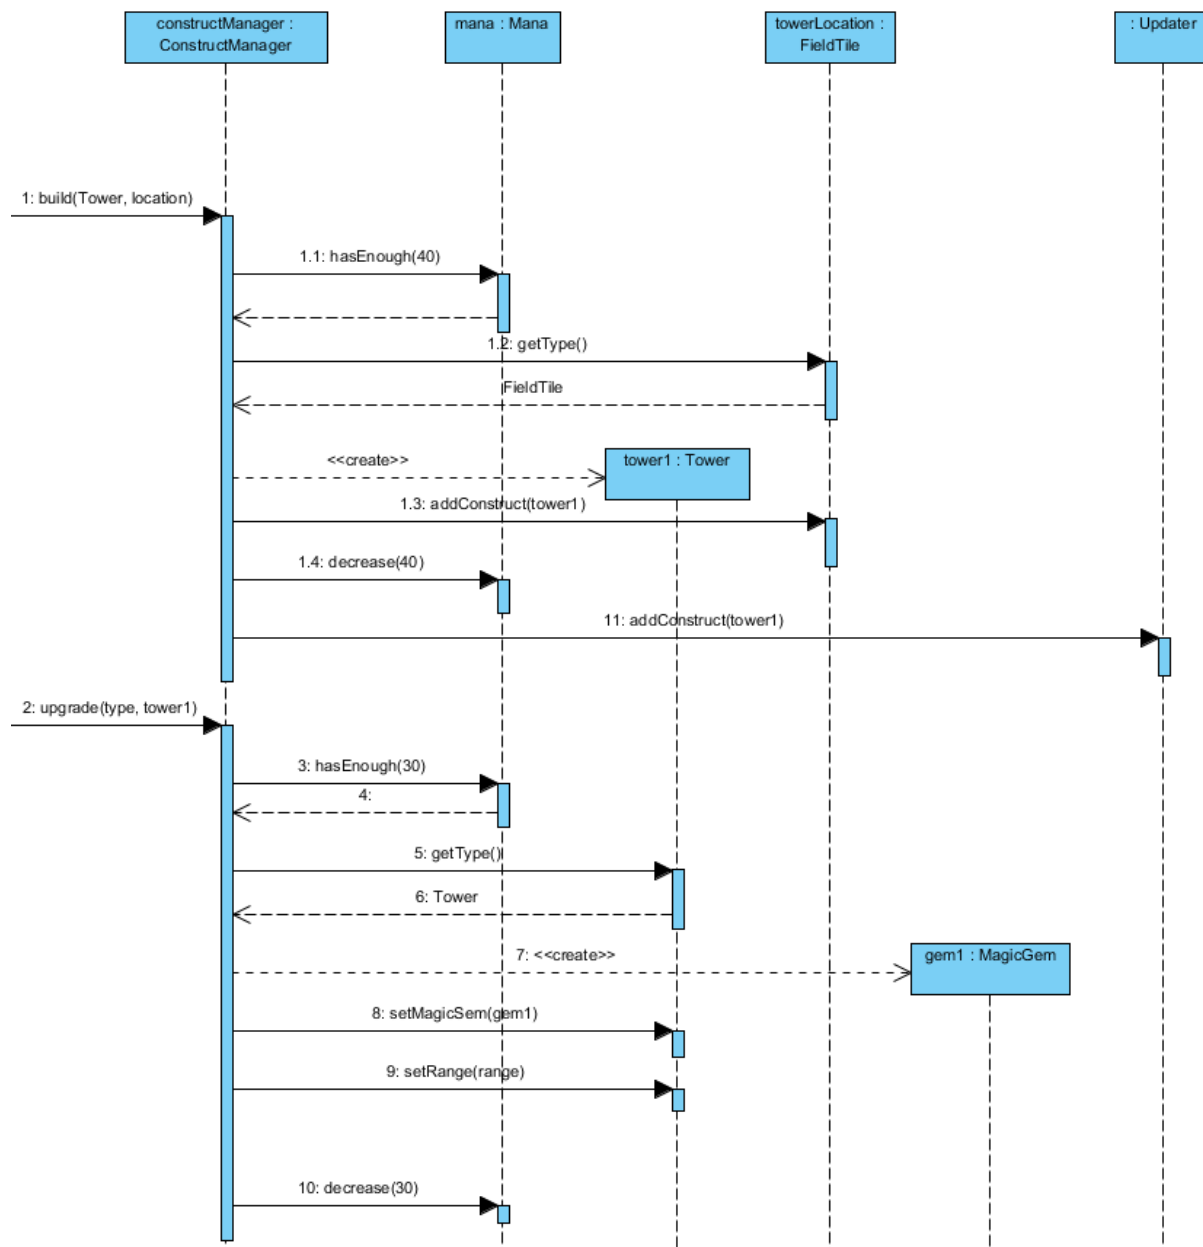 constructManager :
ConstructManager
mana : Mana
towerLocation :
FieldTile
: Updater
1: build(Tower, location)
1.1: hasEnough(40)
1.2: getType()
FieldTile
<<create>>
tower1 : Tower
1.3: addConstruct(tower1)
1.4: decrease(40)
11: addConstruct(tower1)
2: upgrade(type, tower1)
3: hasEnough(30)
4:
5: getType()
6: Tower
7: <<create>>
gem1 : MagicGem
8: setMagicSem(gem1)
9: setRange(range)
10: decrease(30)